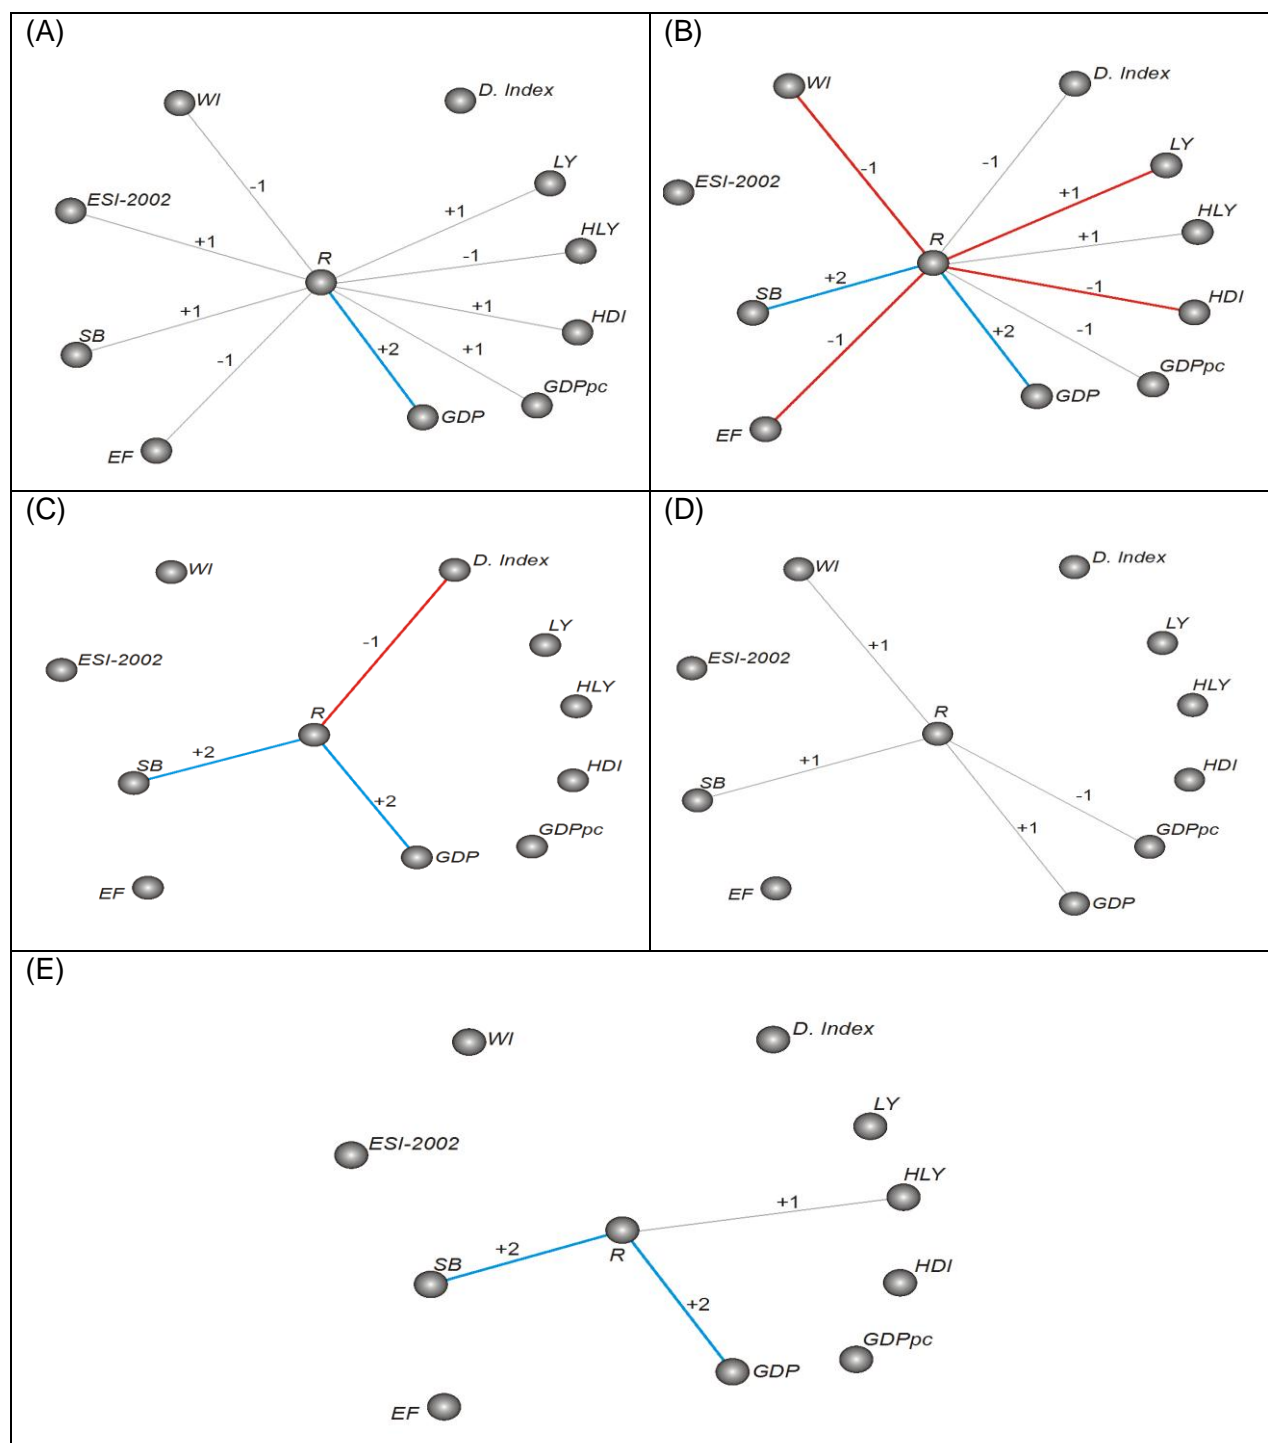 (A)
WI
D. Index
-1
LY
ESI-2002
+1
+1
HLY
R
-1
+1
SB
+1
HDI
-1
+2
+1
GDPpc
GDP
EF
(B)
WI
D. Index
-1
-1
LY
ESI-2002
+1
HLY
R
+1
SB
+2
-1
HDI
-1
+2
-1
GDPpc
GDP
EF
(C)
WI
D. Index
-1
LY
ESI-2002
HLY
R
SB
+2
HDI
+2
GDPpc
GDP
EF
(D)
WI
D. Index
+1
LY
ESI-2002
HLY
R
SB
+1
HDI
-1
+1
GDPpc
EF
GDP
(E)
WI
D. Index
LY
ESI-2002
HLY
+1
R
SB
+2
HDI
+2
GDPpc
GDP
EF